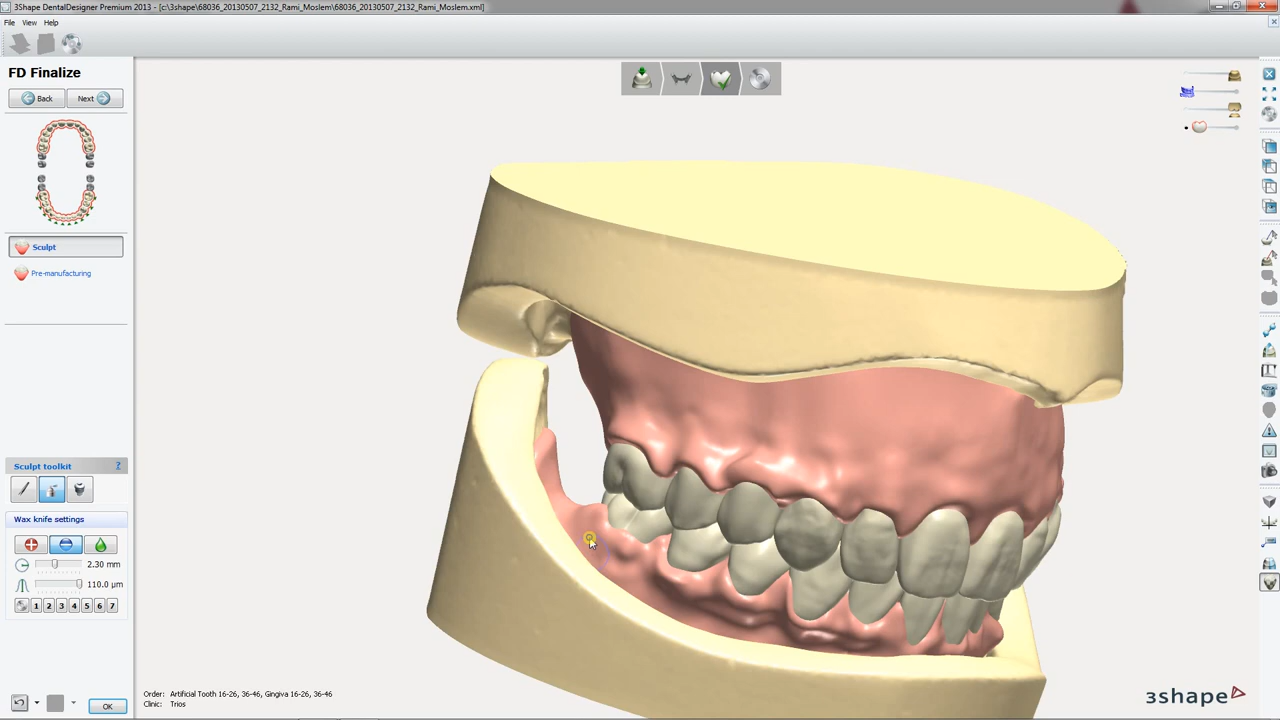 3Shape DentalDesigner Premium 2013 - [c:\3shape\68036_20130507_2132_Rami_Moslem\68036_20130507_2132_Rami_Moslem.xml]
File View Help
FD Finalize
Back Next
Sculpt
Pre-manufacturing
Sculpt toolkit ?
Wax knife settings
2.30 mm
110.0 µm
1 2 3 4 5 6 7
OK
Order: Artificial Tooth 16-26, 36-46, Gingiva 16-26, 36-46
Clinic: Trios
3shape